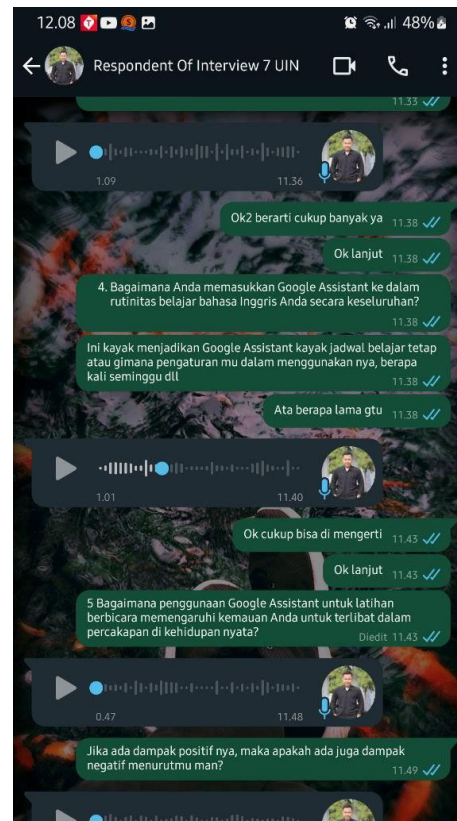 12.08 48%
Respondent Of Interview 7 UIN
11.33
1.09 11.36
Ok2 berarti cukup banyak ya 11.38
Ok lanjut 11.38
4. Bagaimana Anda memasukkan Google Assistant ke dalam
rutinitas belajar bahasa Inggris Anda secara keseluruhan?
11.38
Ini kayak menjadikan Google Assistant kayak jadwal belajar tetap
atau gimana pengaturan mu dalam menggunakan nya, berapa
kali seminggu dll
11.38
Ata berapa lama gtu 11.38
1.01 11.40
Ok cukup bisa di mengerti 11.43
Ok lanjut 11.43
5 Bagaimana penggunaan Google Assistant untuk latihan
berbicara memengaruhi kemauan Anda untuk terlibat dalam
percakapan di kehidupan nyata?
Diedit 11.43
0.47 11.48
Jika ada dampak positif nya, maka apakah ada juga dampak
negatif menurutmu man?
11.49